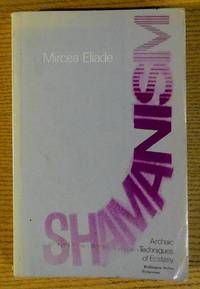 Mircea Eliade
SHAMANISM
Archaic
Techniques
of Ecstasy